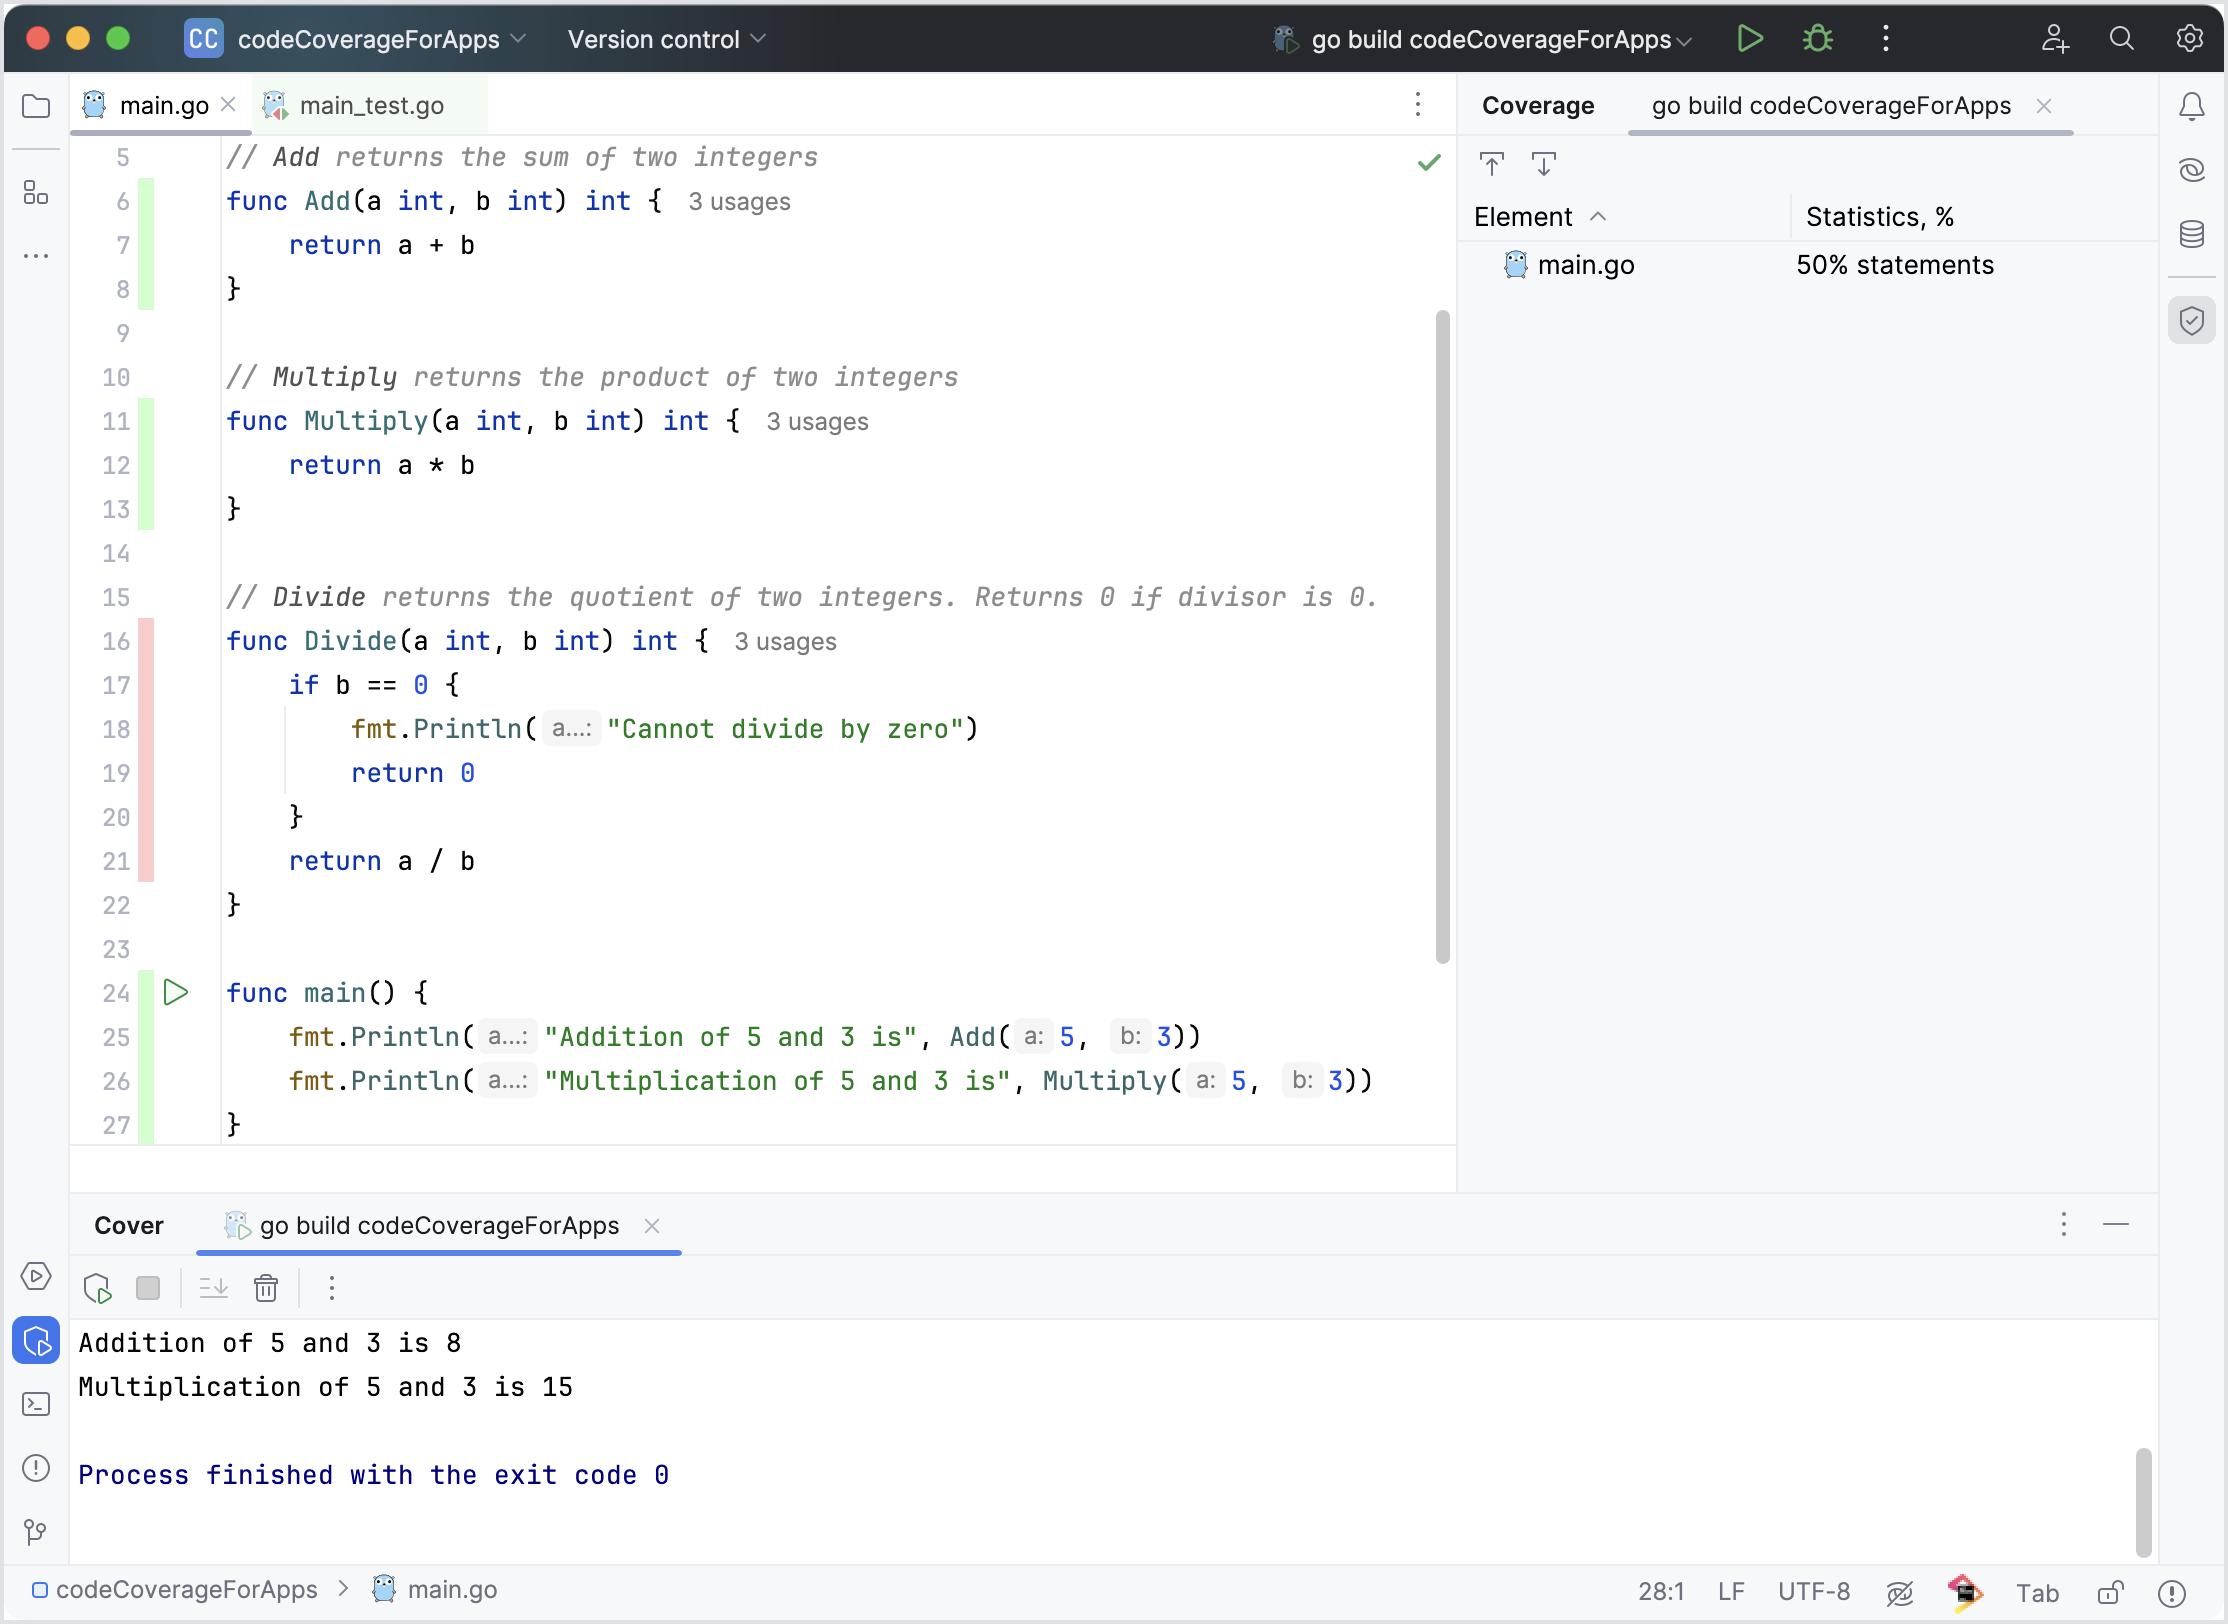 CC codeCoverageForApps Version control go build codeCoverageForApps
main.go main_test.go
Coverage go build codeCoverageForApps
Element Statistics, %
main.go 50% statements
5 // Add returns the sum of two integers
6 func Add(a int, b int) int { 3 usages
7 return a + b
8 }
9
10 // Multiply returns the product of two integers
11 func Multiply(a int, b int) int { 3 usages
12 return a * b
13 }
14
15 // Divide returns the quotient of two integers. Returns 0 if divisor is 0.
16 func Divide(a int, b int) int { 3 usages
17 if b == 0 {
18 fmt.Println( a...: "Cannot divide by zero")
19 return 0
20 }
21 return a / b
22 }
23
24 func main() {
25 fmt.Println( a...: "Addition of 5 and 3 is", Add( a: 5, b: 3))
26 fmt.Println( a...: "Multiplication of 5 and 3 is", Multiply( a: 5, b: 3))
27 }
Cover go build codeCoverageForApps
Addition of 5 and 3 is 8
Multiplication of 5 and 3 is 15
Process finished with the exit code 0
codeCoverageForApps > main.go 28:1 LF UTF-8 Tab